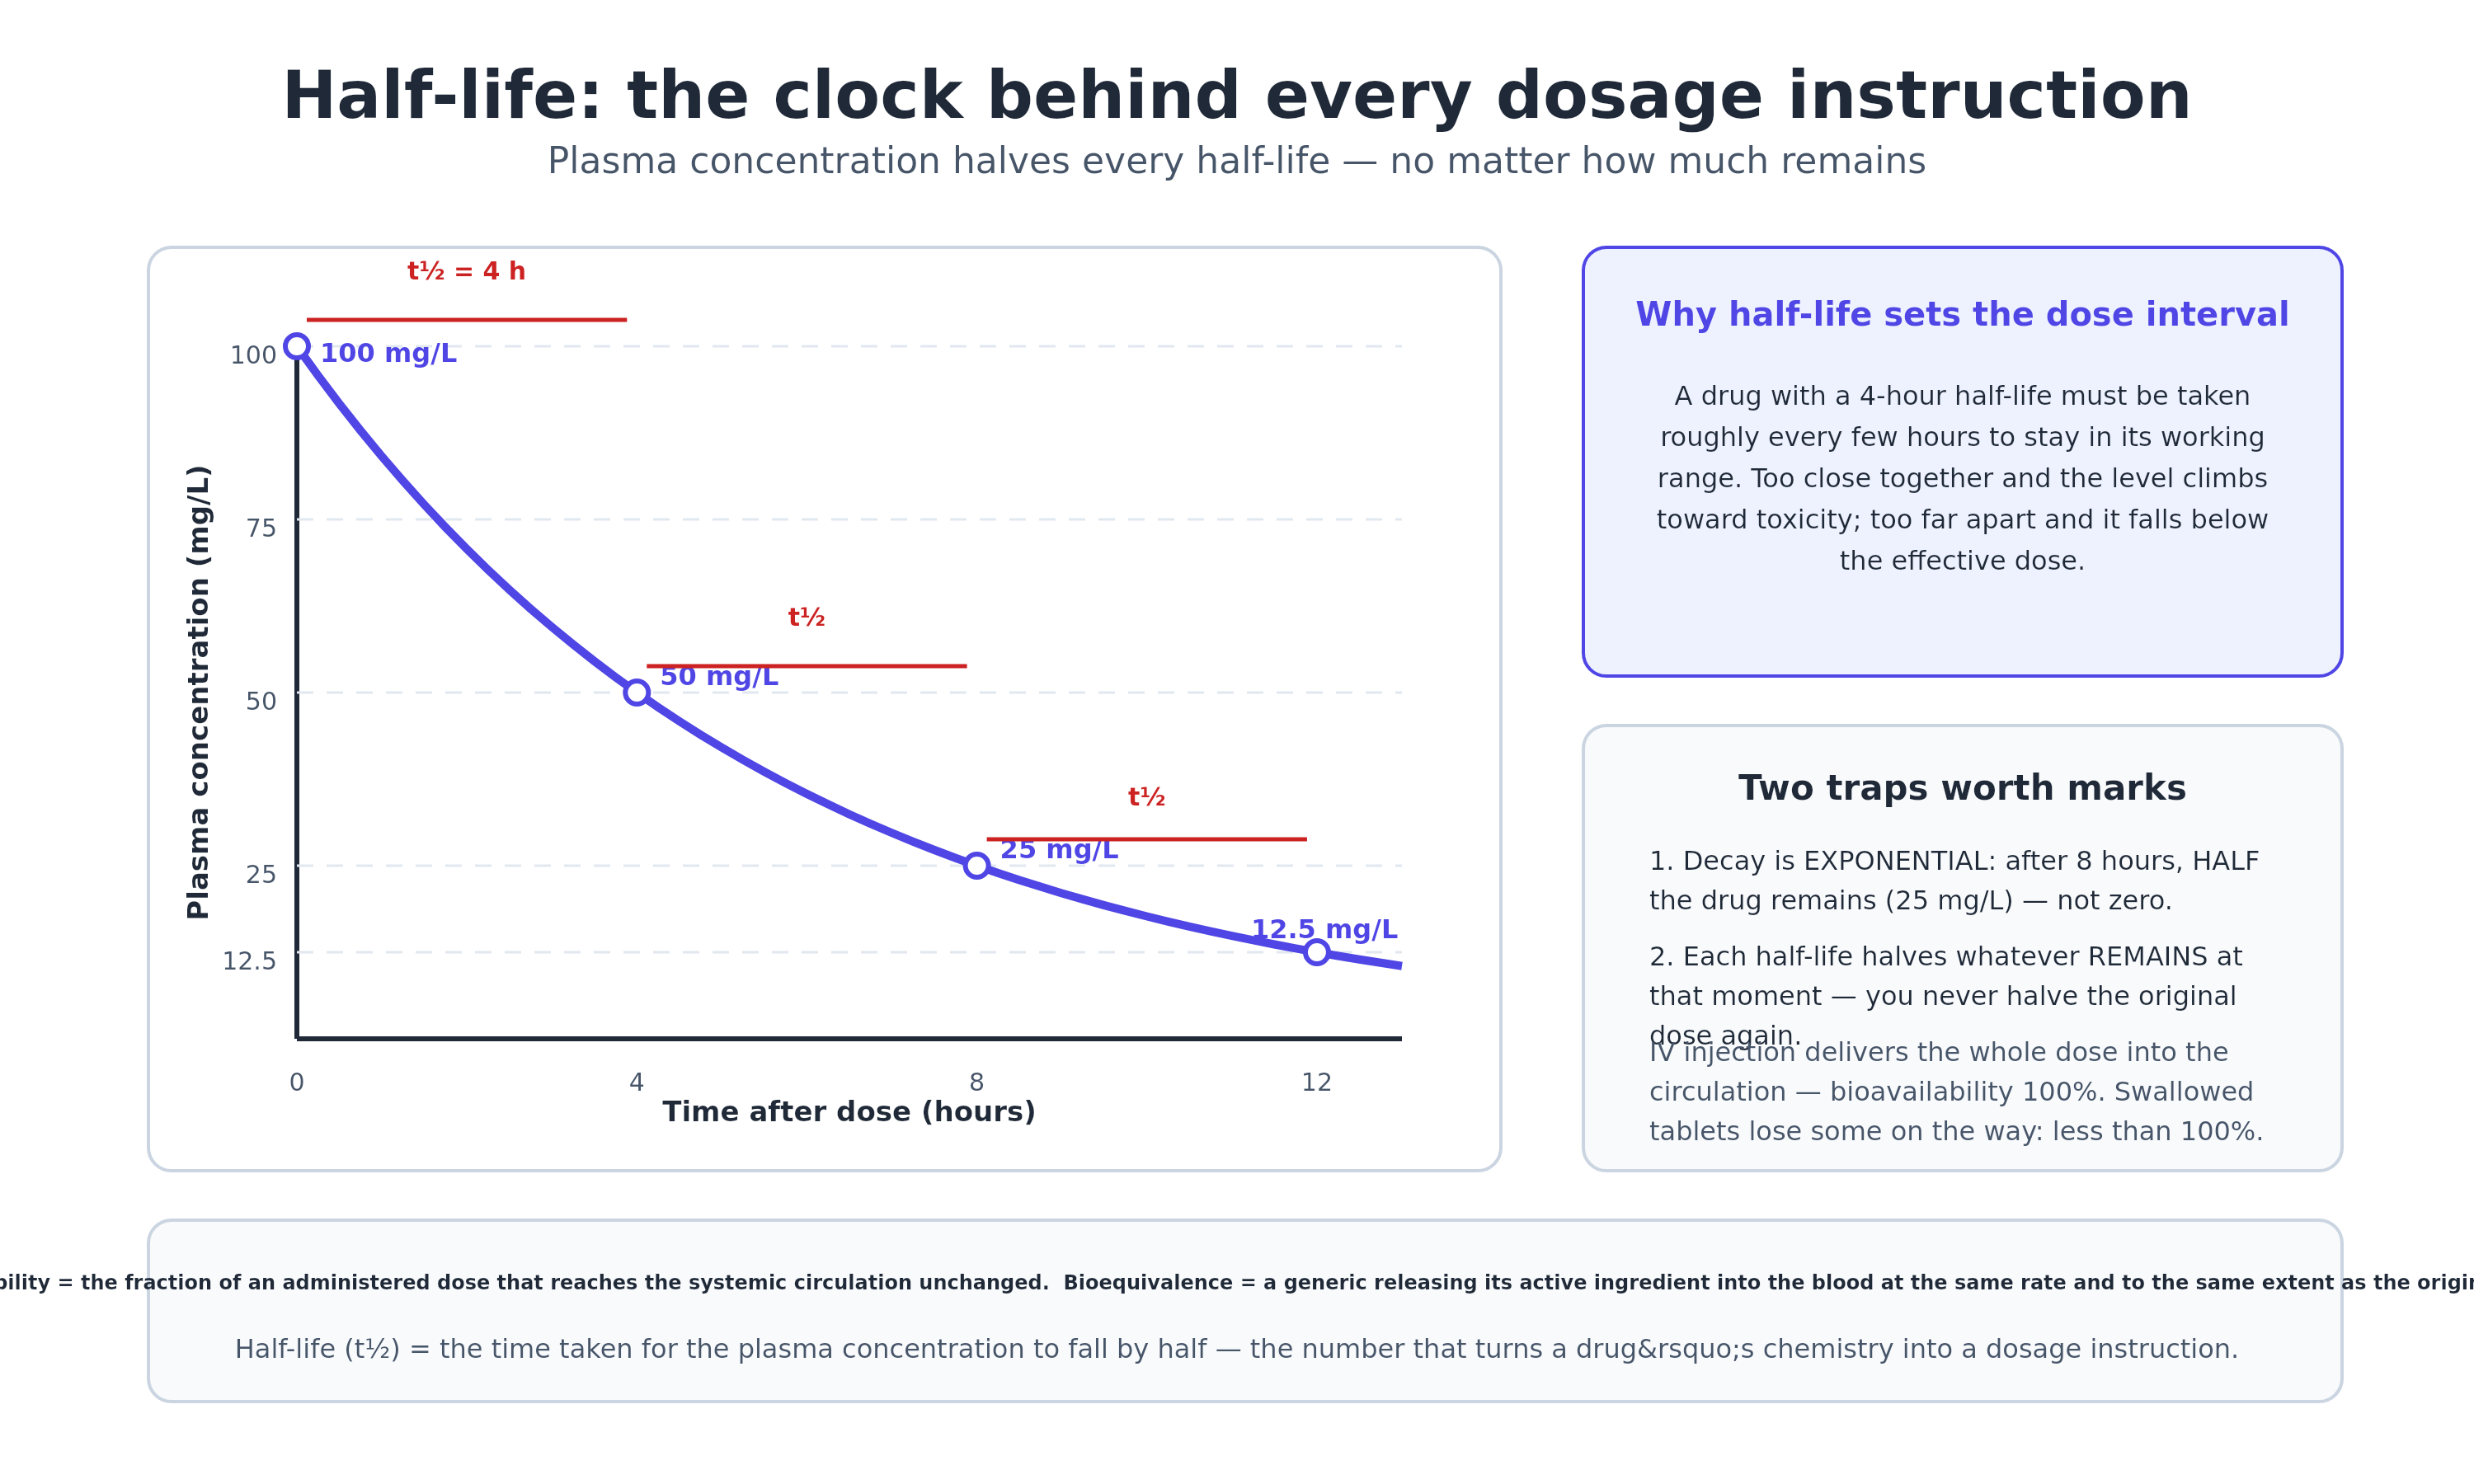 Half-life: the clock behind every dosage instruction
Plasma concentration halves every half-life — no matter how much remains
t½ = 4 h
100 mg/L
t½
50 mg/L
t½
25 mg/L
12.5 mg/L
100
75
50
25
12.5
Plasma concentration (mg/L)
0 4 8 12
Time after dose (hours)
Why half-life sets the dose interval
A drug with a 4-hour half-life must be taken
roughly every few hours to stay in its working
range. Too close together and the level climbs
toward toxicity; too far apart and it falls below
the effective dose.
Two traps worth marks
1. Decay is EXPONENTIAL: after 8 hours, HALF
the drug remains (25 mg/L) — not zero.
2. Each half-life halves whatever REMAINS at
that moment — you never halve the original
dose again.
IV injection delivers the whole dose into the
circulation — bioavailability 100%. Swallowed
tablets lose some on the way: less than 100%.
= the fraction of an administered dose that reaches the systemic circulation unchanged. Bioequivalence = a generic releasing its active ingredient into the blood at the same rate and to the same extent as the
Half-life (t½) = the time taken for the plasma concentration to fall by half — the number that turns a drug&rsquo;s chemistry into a dosage instruction.